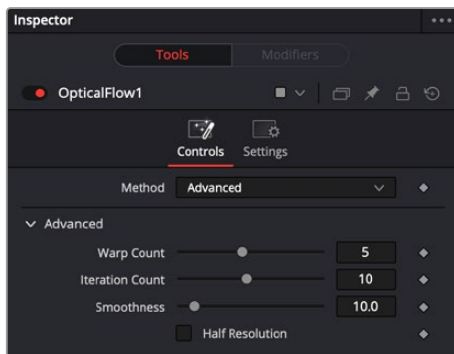 Inspector
Tools Modifiers
OpticalFlow1
Controls Settings
Method Advanced
Advanced
Warp Count 5
Iteration Count 10
Smoothness 10.0
Half Resolution